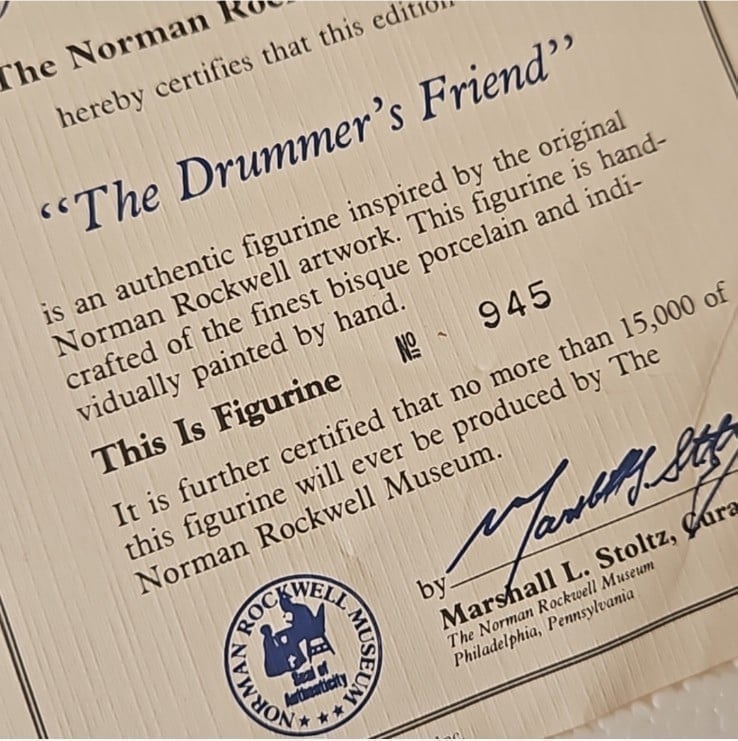 The Norman
hereby certifies that this edition
“The Drummer’s Friend”
is an authentic figurine inspired by the original
Norman Rockwell artwork. This figurine is hand-
crafted of the finest bisque porcelain and indi-
vidually painted by hand.
This Is Figurine № 945
It is further certified that no more than 15,000 of
this figurine will ever be produced by The
Norman Rockwell Museum.
by
Marshall L. Stoltz,
The Norman Rockwell Museum
Philadelphia, Pennsylvania
NORMAN ROCKWELL MUSEUM
Seal of
Authenticity